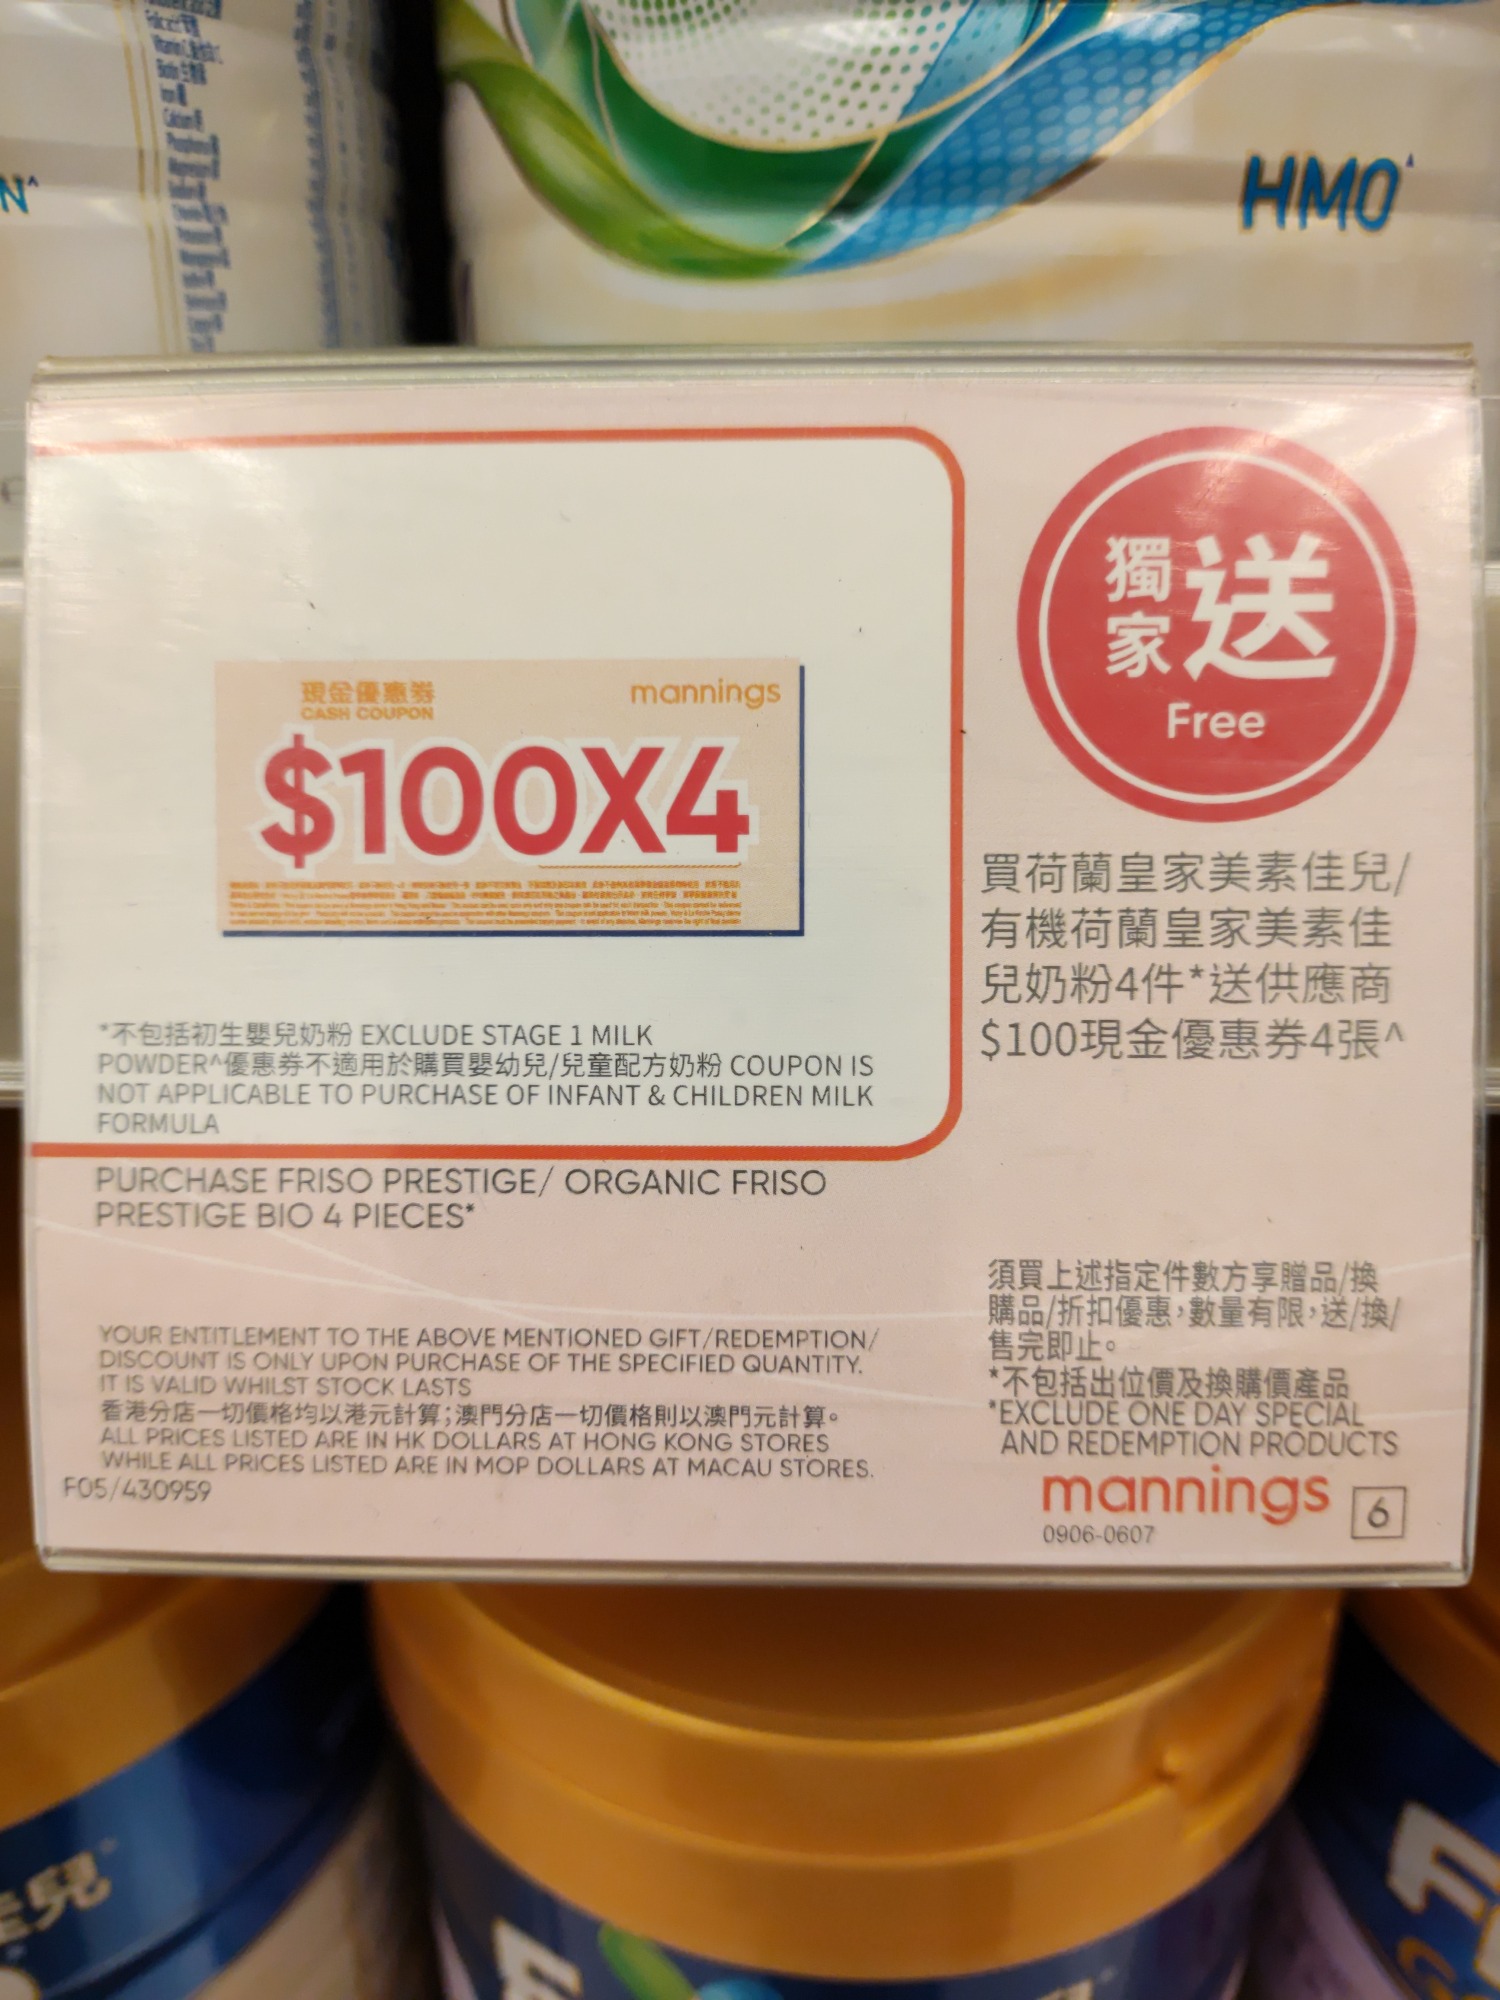 HMO
獨家
送
Free
現金優惠券
mannings
CASH COUPON
$100X4
買荷蘭皇家美素佳兒/
有機荷蘭皇家美素佳
兒奶粉4件*送供應商
$100現金優惠券4張^
*不包括初生嬰兒奶粉 EXCLUDE STAGE 1 MILK
POWDER^優惠券不適用於購買嬰幼兒/兒童配方奶粉 COUPON IS
NOT APPLICABLE TO PURCHASE OF INFANT & CHILDREN MILK
FORMULA
PURCHASE FRISO PRESTIGE/ ORGANIC FRISO
PRESTIGE BIO 4 PIECES*
須買上述指定件數方享贈品/換
購品/折扣優惠,數量有限,送/換/
售完即止。
*不包括出位價及換購價產品
*EXCLUDE ONE DAY SPECIAL
AND REDEMPTION PRODUCTS
YOUR ENTITLEMENT TO THE ABOVE MENTIONED GIFT/REDEMPTION/
DISCOUNT IS ONLY UPON PURCHASE OF THE SPECIFIED QUANTITY.
IT IS VALID WHILST STOCK LASTS
香港分店一切價格均以港元計算;澳門分店一切價格則以澳門元計算。
ALL PRICES LISTED ARE IN HK DOLLARS AT HONG KONG STORES
WHILE ALL PRICES LISTED ARE IN MOP DOLLARS AT MACAU STORES.
F05/430959
mannings
6
0906-0607